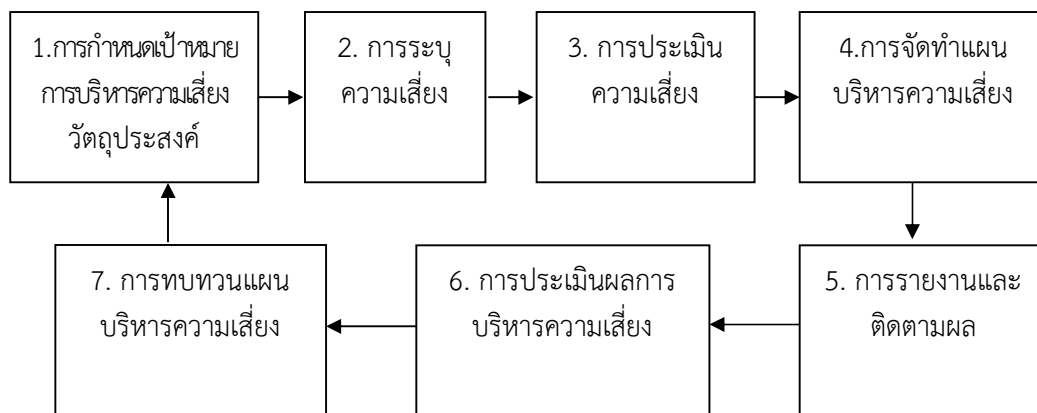 1.การกำหนดเป้าหมาย
การบริหารความเสี่ยง
วัตถุประสงค์
2. การระบุ
ความเสี่ยง
3. การประเมิน
ความเสี่ยง
4.การจัดทำแผน
บริหารความเสี่ยง
5. การรายงานและ
ติดตามผล
6. การประเมินผลการ
บริหารความเสี่ยง
7. การทบทวนแผน
บริหารความเสี่ยง